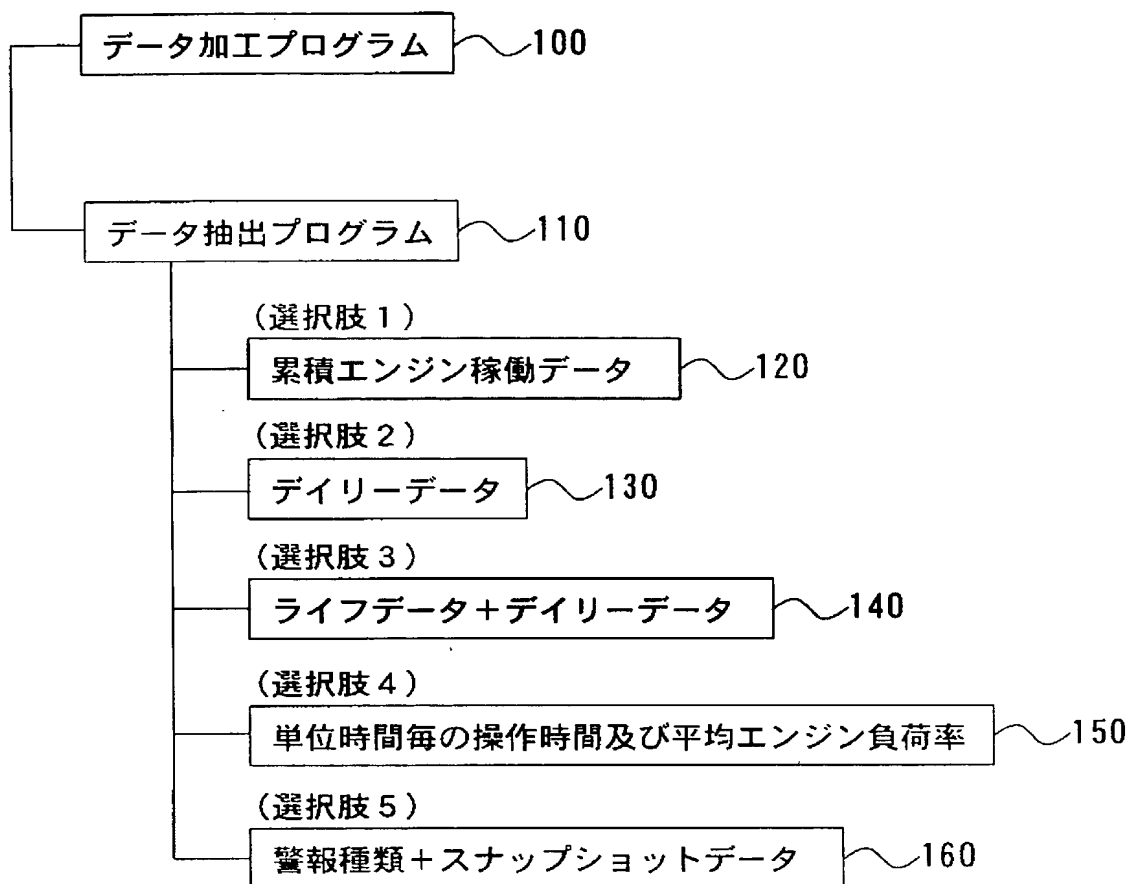 データ加工プログラム 100
データ抽出プログラム 110
(選択肢1)
累積エンジン稼働データ 120
(選択肢2)
デイリーデータ 130
(選択肢3)
ライフデータ+デイリーデータ 140
(選択肢4)
単位時間毎の操作時間及び平均エンジン負荷率 150
(選択肢5)
警報種類+スナップショットデータ 160